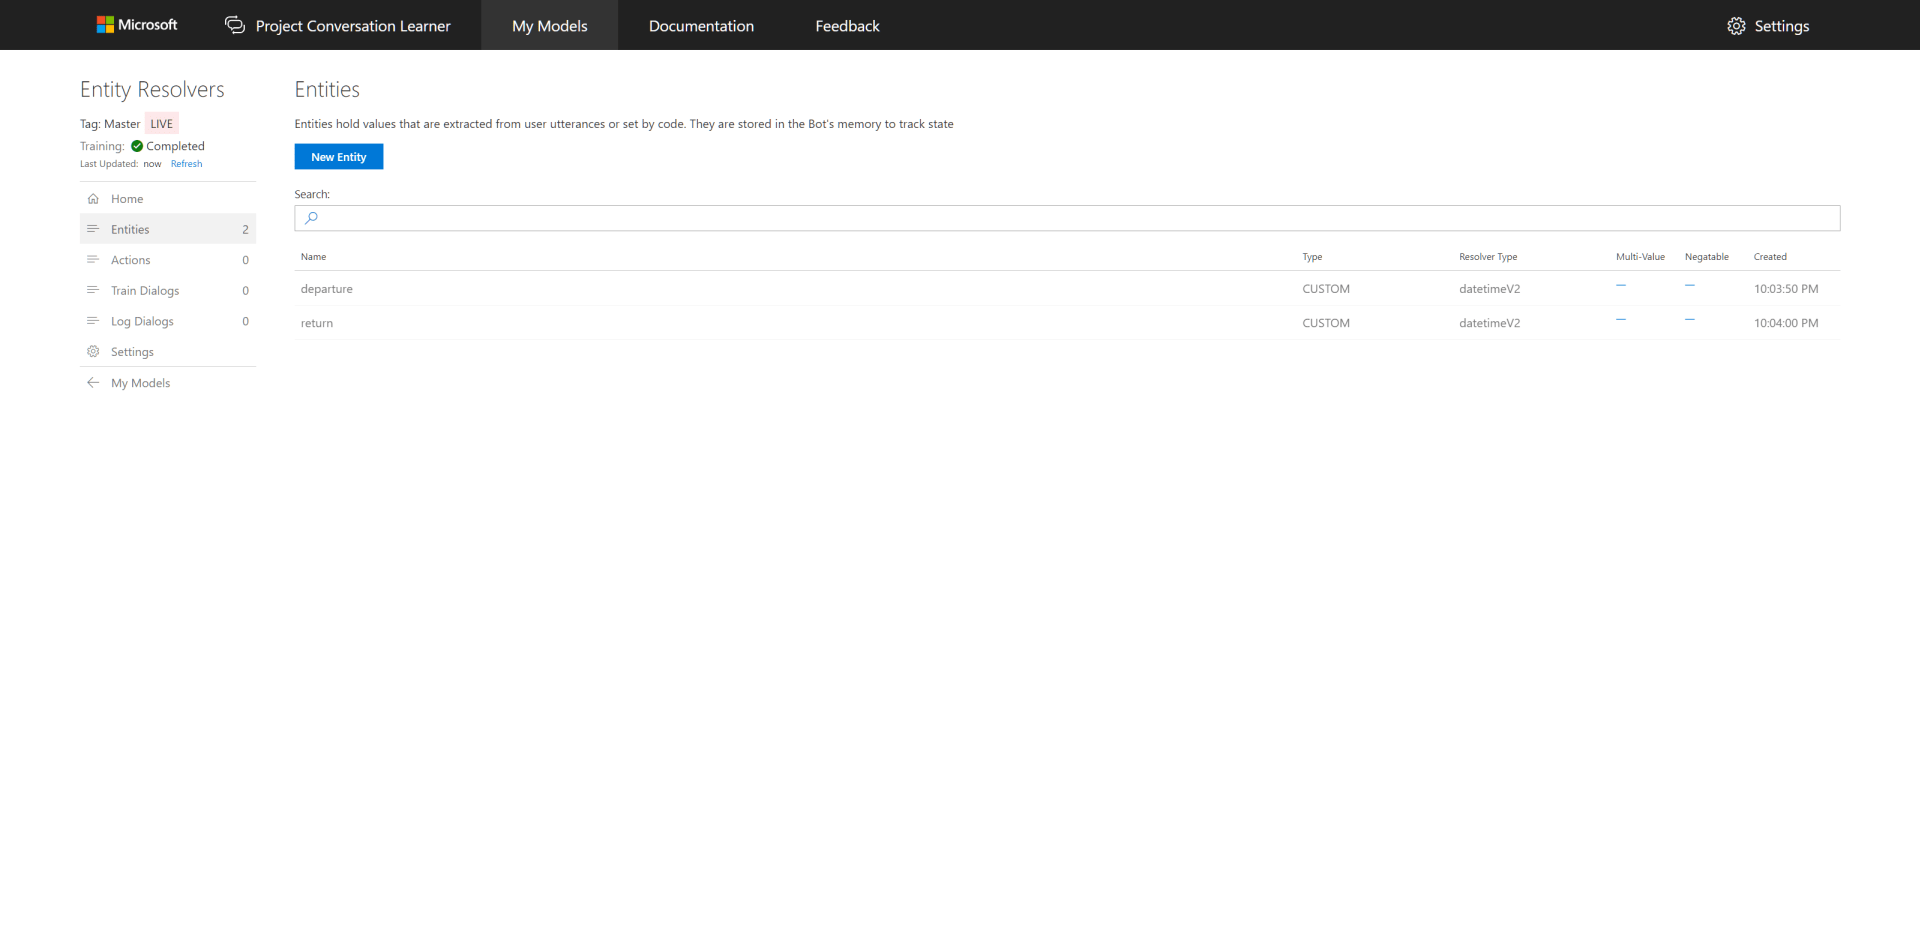 Microsoft Project Conversation Learner My Models Documentation Feedback Settings
Entity Resolvers
Tag: Master LIVE
Training: Completed
Last Updated: now Refresh
Home
Entities 2
Actions 0
Train Dialogs 0
Log Dialogs 0
Settings
My Models
Entities
Entities hold values that are extracted from user utterances or set by code. They are stored in the Bot's memory to track state
New Entity
Search:
Name Type Resolver Type Multi-Value Negatable Created
departure CUSTOM datetimeV2 10:03:50 PM
return CUSTOM datetimeV2 10:04:00 PM